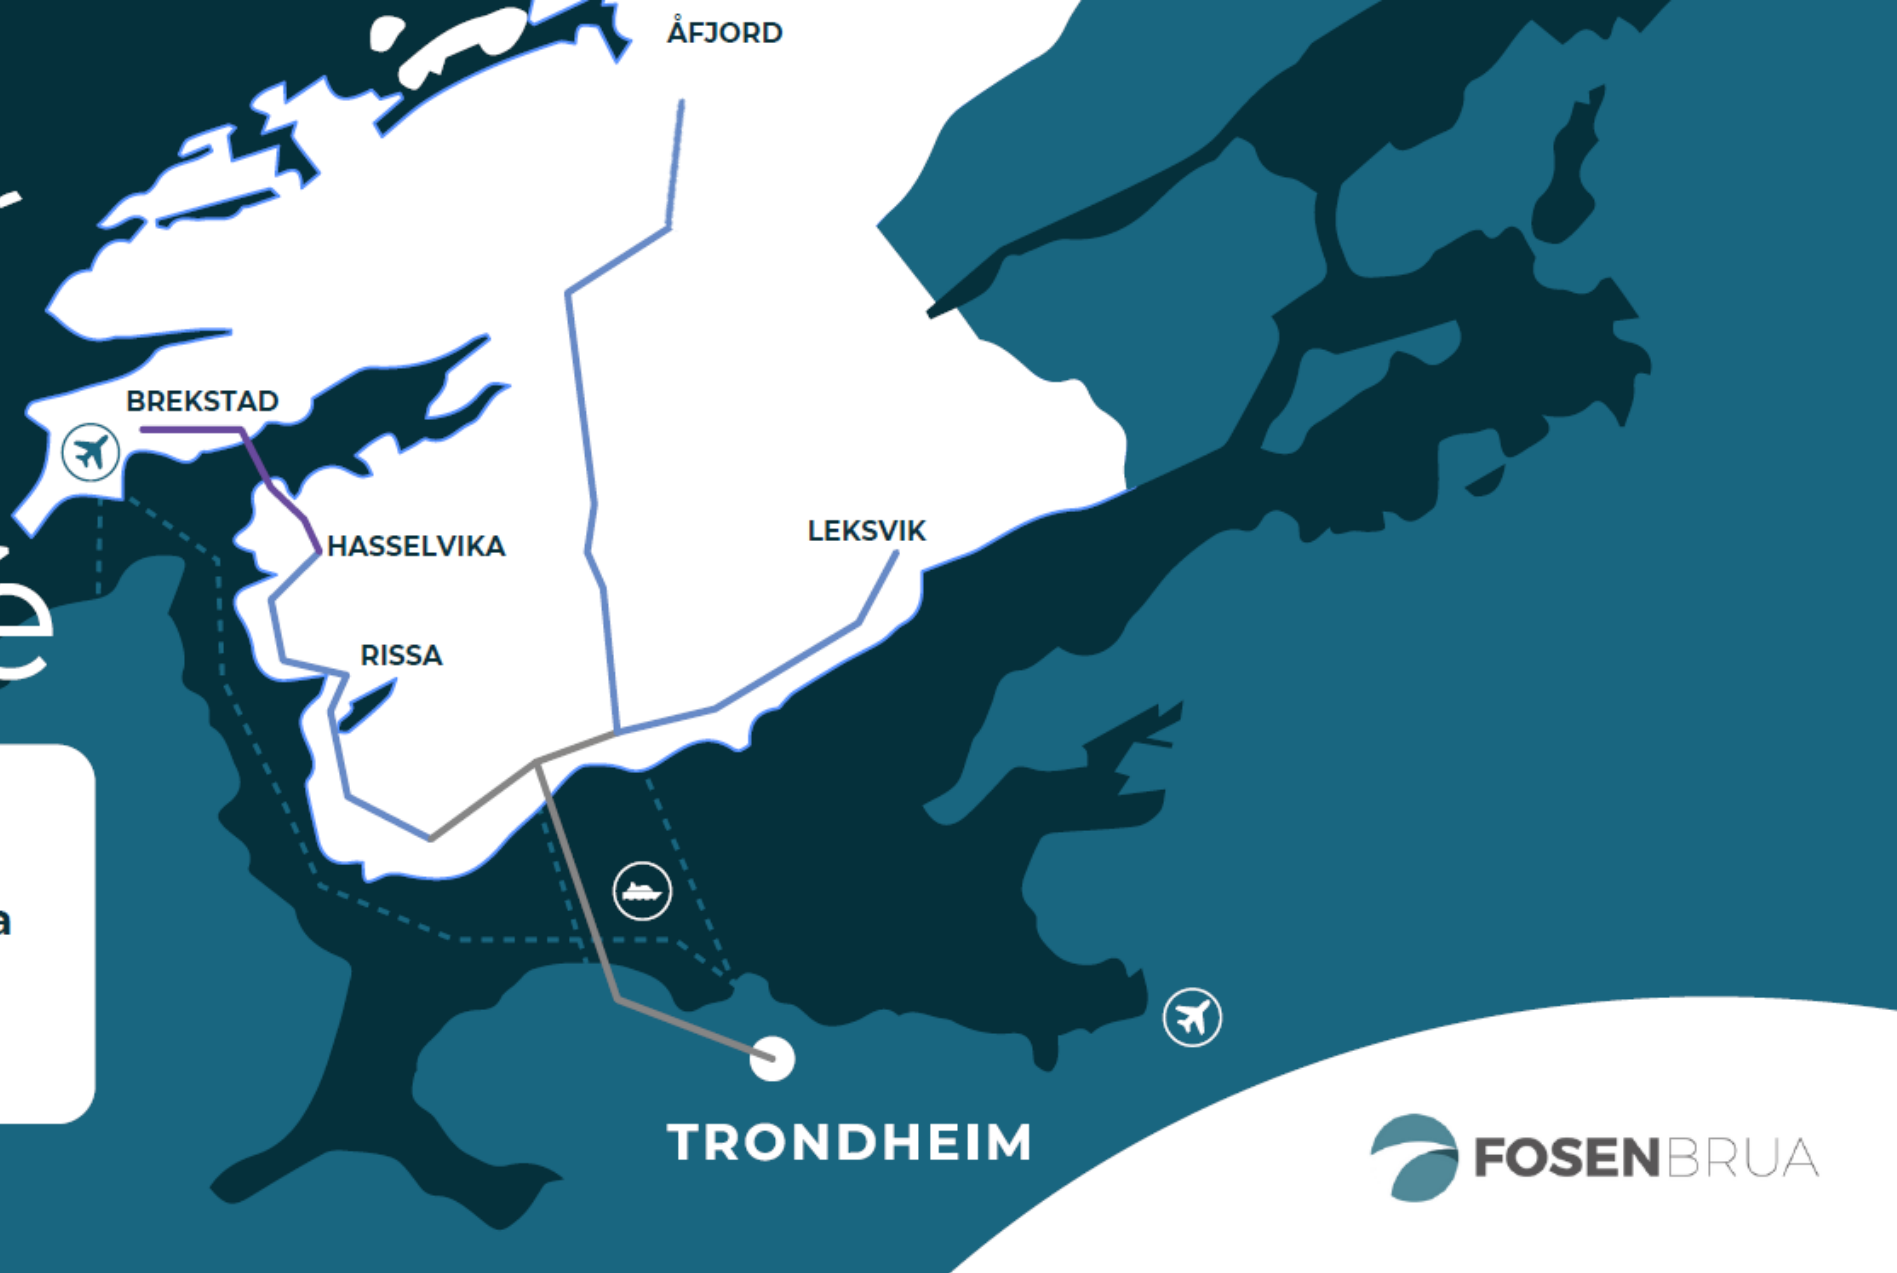 ÅFJORD
BREKSTAD
LEKSVIK
HASSELVIKA
RISSA
a
TRONDHEIM
FOSENBRUA